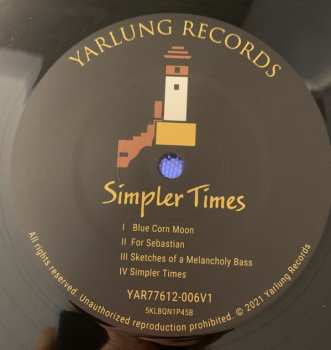 YARLUNG RECORDS
Simpler Times
I Blue Corn Moon
II For Sebastian
III Sketches of a Melancholy Bass
IV Simpler Times
YAR77612-006V1
5KLBQN1P45B
All rights reserved. Unauthorized reproduction prohibited. © 2021 Yarlung Records